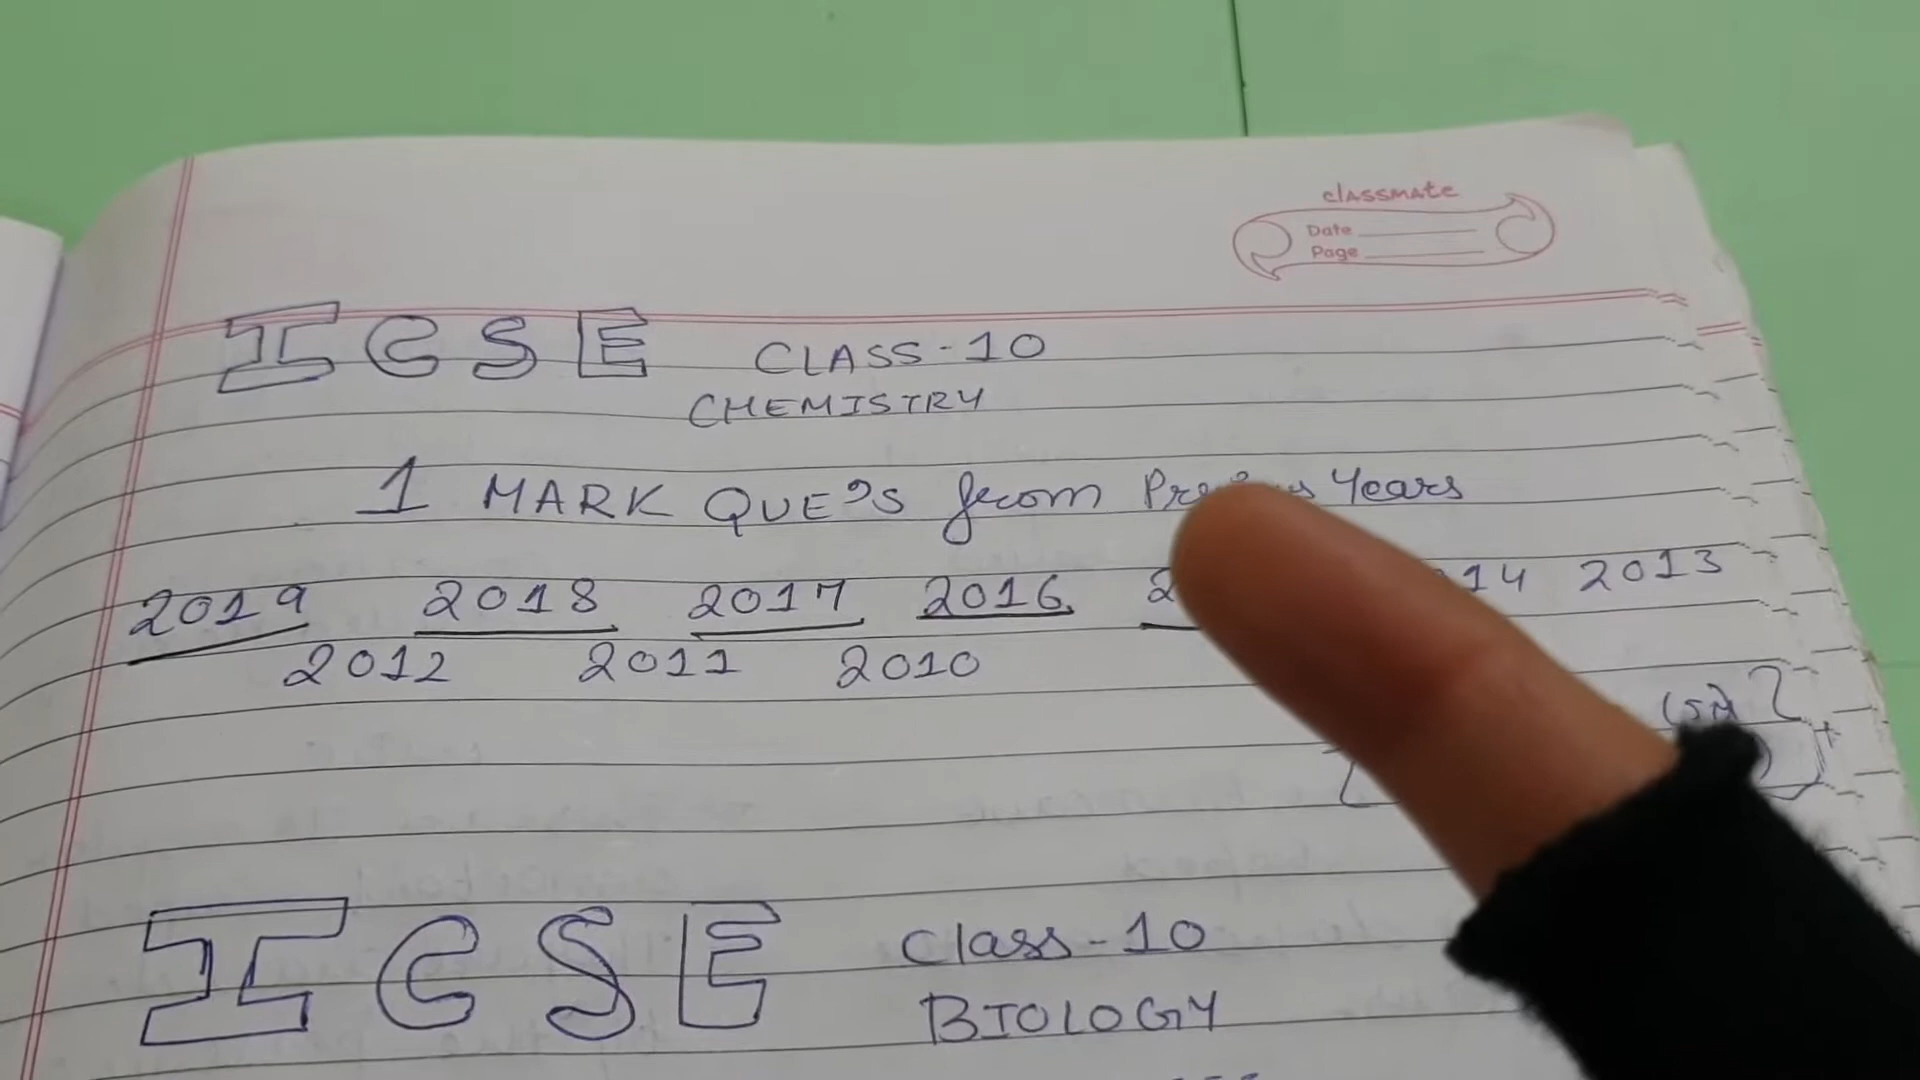 classmate
Date
Page
ICSE CLASS-10
CHEMISTRY
1 MARK QUE'S from Years
2019 2018 2017 2016 2013
2012 2011 2010
ICSE Class-10
BIOLOGY